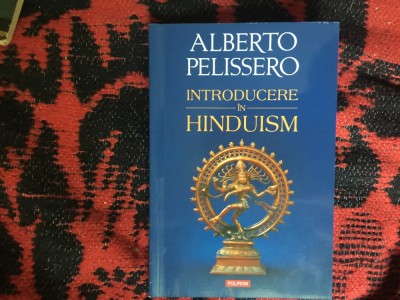 ALBERTO
PELISSERO
INTRODUCERE
ÎN
HINDUISM
POLIROM